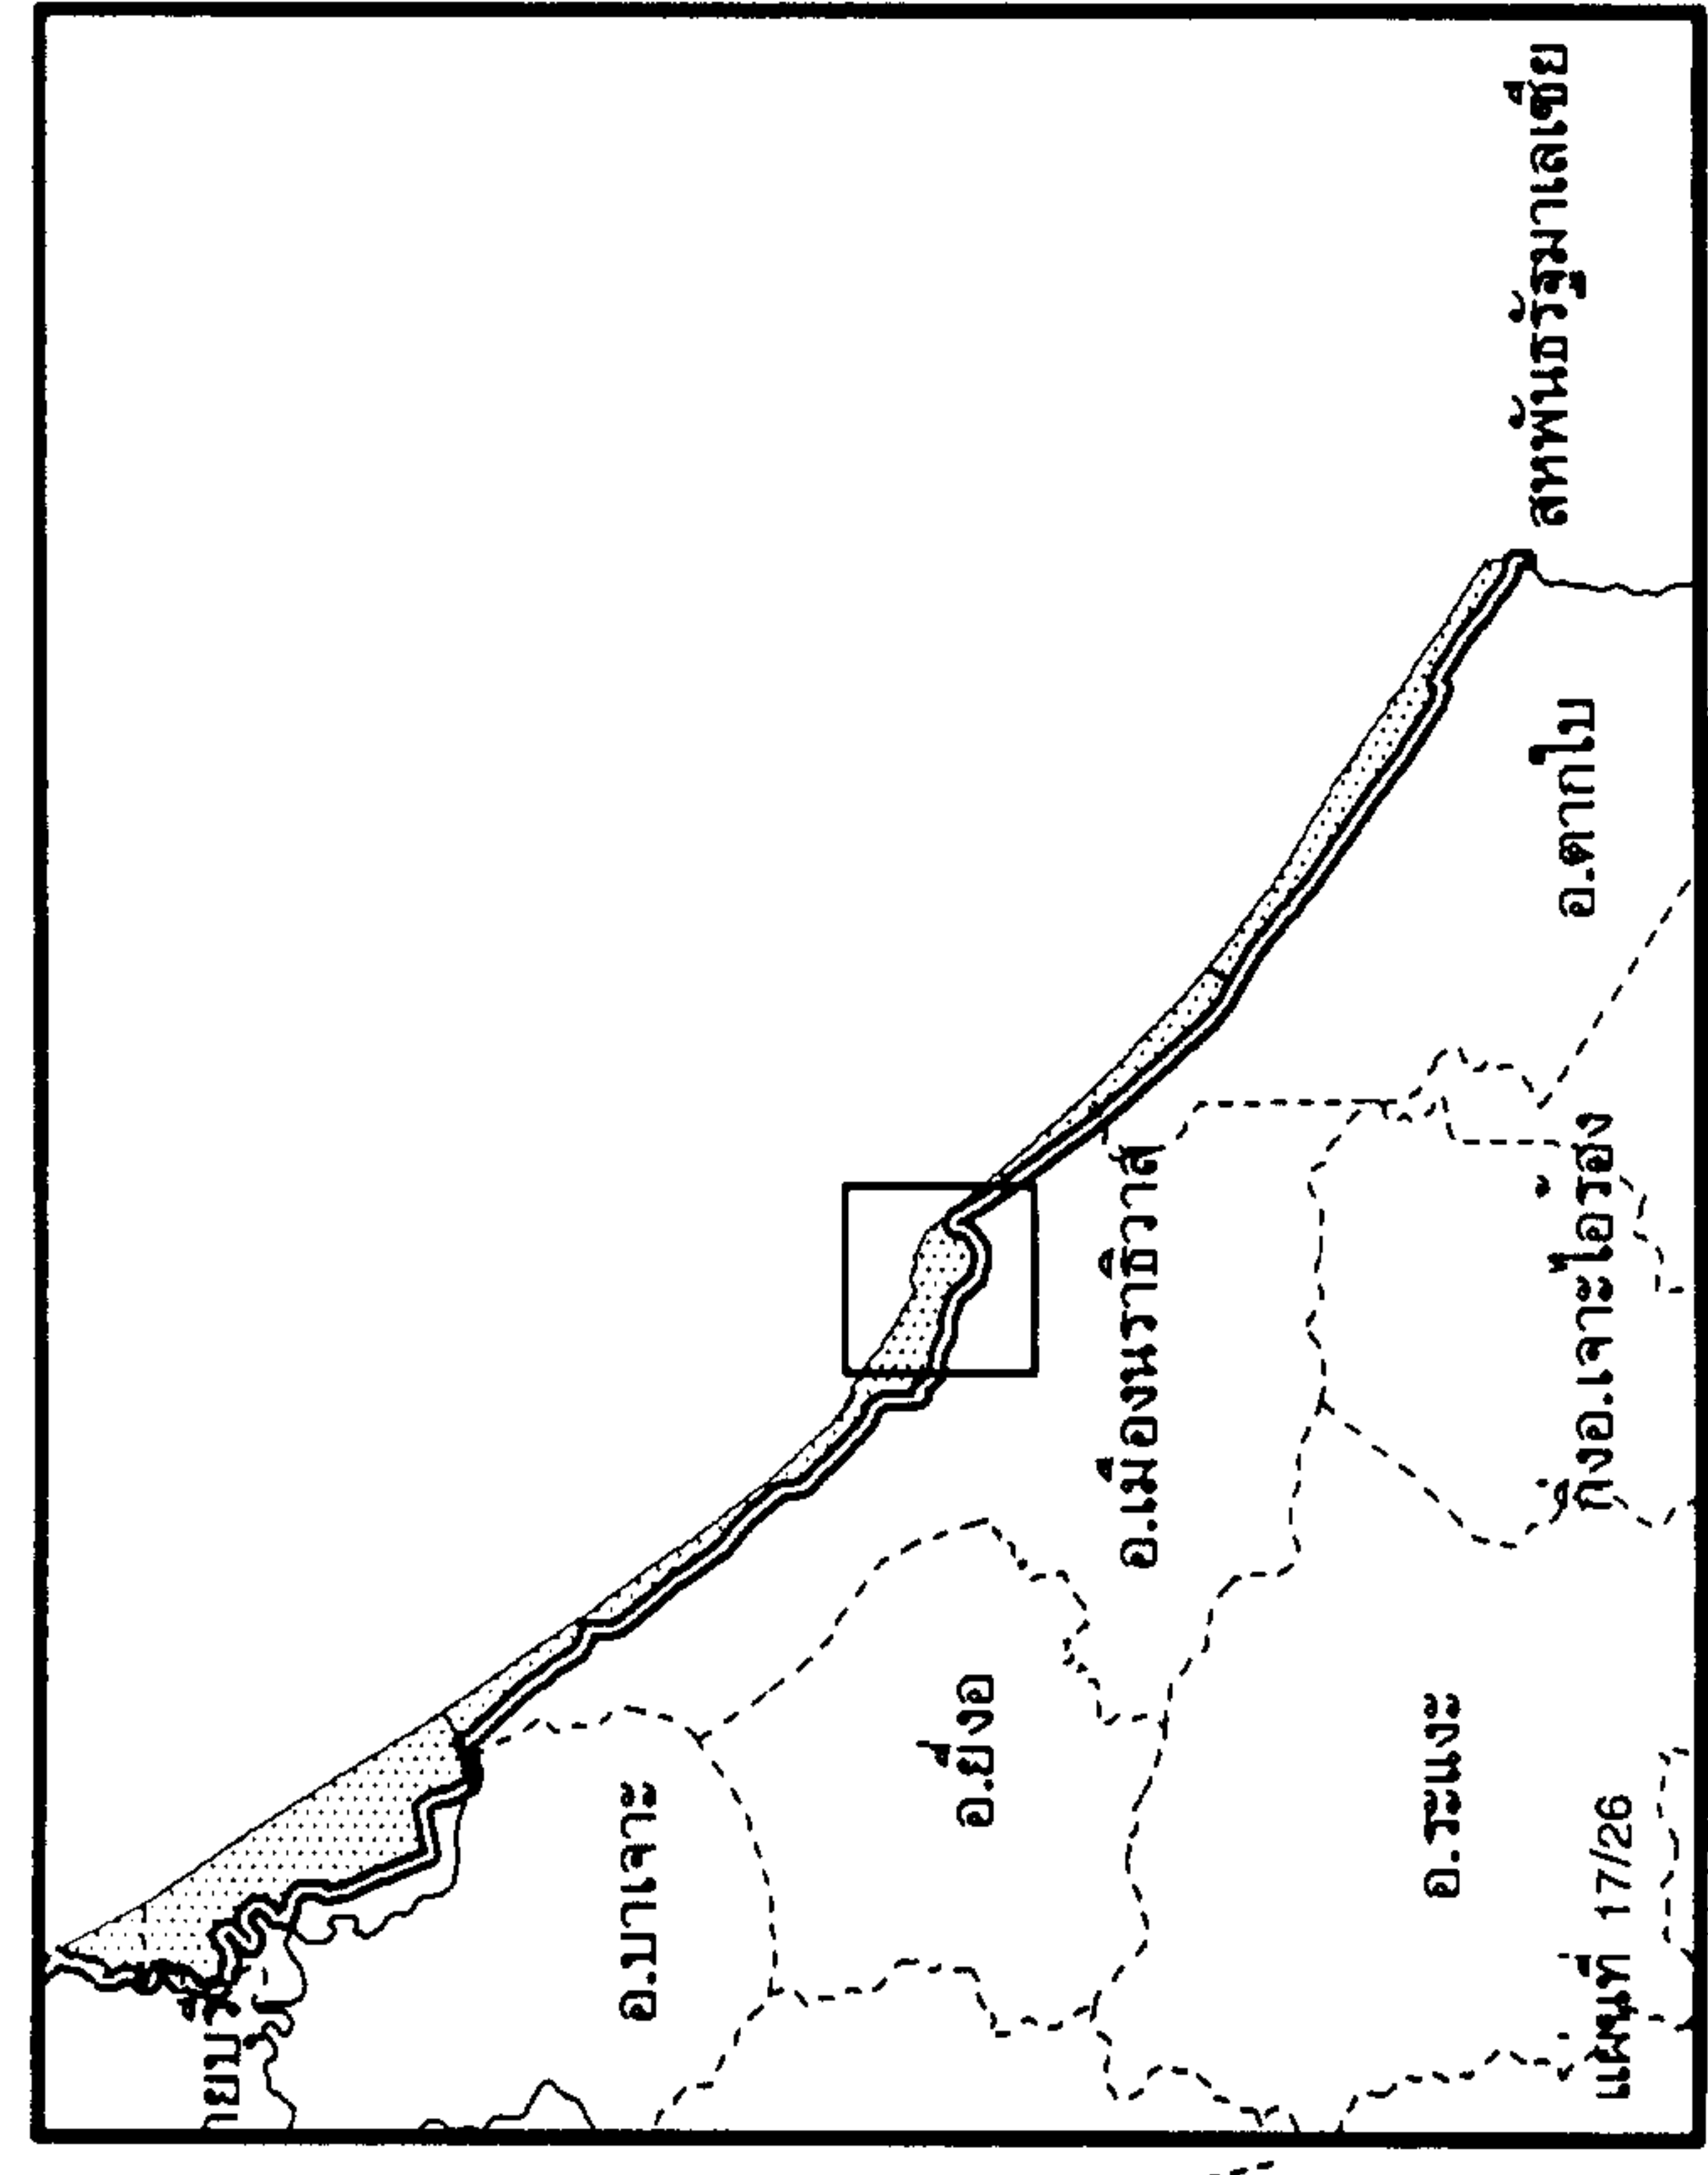 อ.บาเจาะ
อ.ยี่งอ
อ.เมืองนราธิวาส
อ.ระแงะ
กิ่งอ.เจาะไอร้อง
อ.ตากใบ
สหพันธรัฐมาเลเซีย
แผ่นที่ 17/26